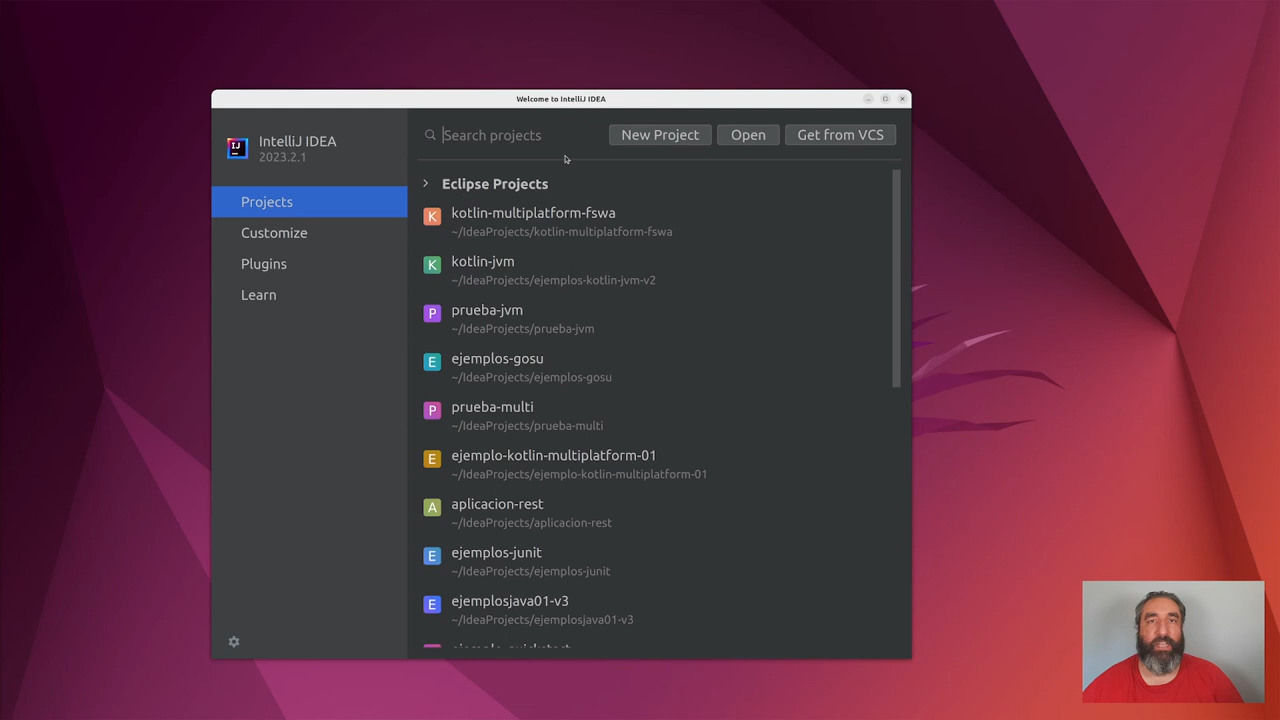 Welcome to IntelliJ IDEA
IJ
IntelliJ IDEA
2023.2.1
Projects
Customize
Plugins
Learn
Search projects
New Project
Open
Get from VCS
Eclipse Projects
K
kotlin-multiplatform-fswa
~/IdeaProjects/kotlin-multiplatform-fswa
K
kotlin-jvm
~/IdeaProjects/ejemplos-kotlin-jvm-v2
P
prueba-jvm
~/IdeaProjects/prueba-jvm
E
ejemplos-gosu
~/IdeaProjects/ejemplos-gosu
P
prueba-multi
~/IdeaProjects/prueba-multi
E
ejemplo-kotlin-multiplatform-01
~/IdeaProjects/ejemplo-kotlin-multiplatform-01
A
aplicacion-rest
~/IdeaProjects/aplicacion-rest
E
ejemplos-junit
~/IdeaProjects/ejemplos-junit
E
ejemplosjava01-v3
~/IdeaProjects/ejemplosjava01-v3